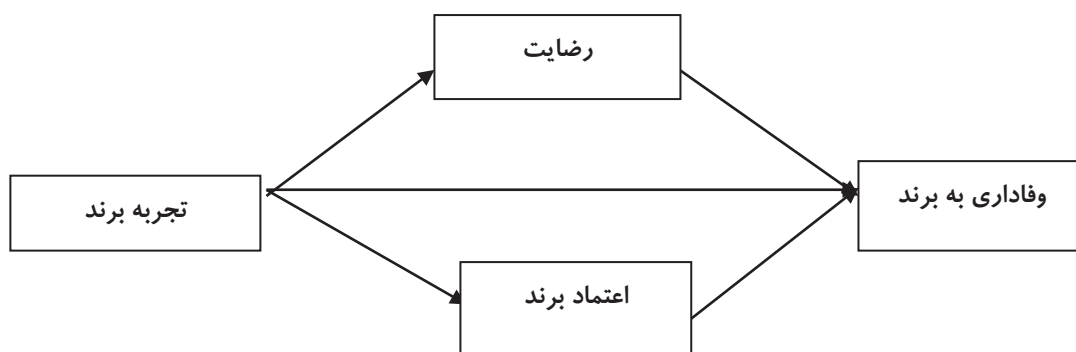 رضایت
وفاداری به برند
تجربه برند
اعتماد برند